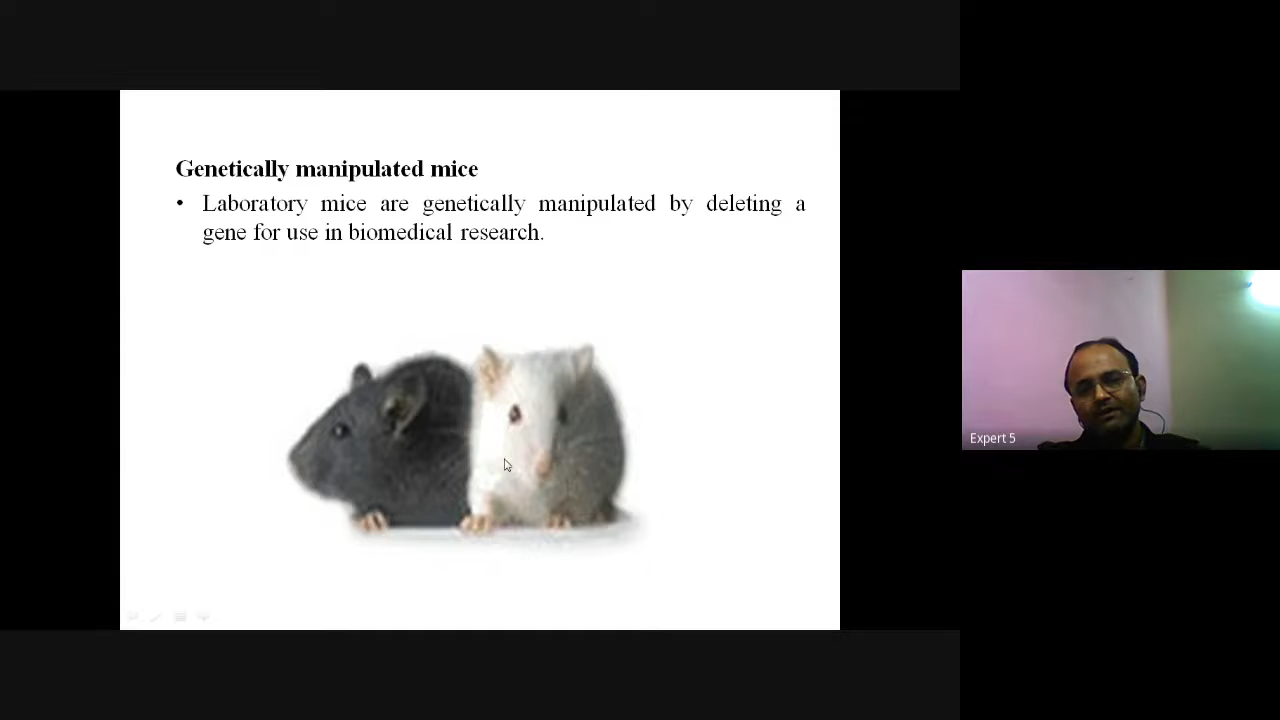 Genetically manipulated mice
• Laboratory mice are genetically manipulated by deleting a
gene for use in biomedical research.
Expert 5